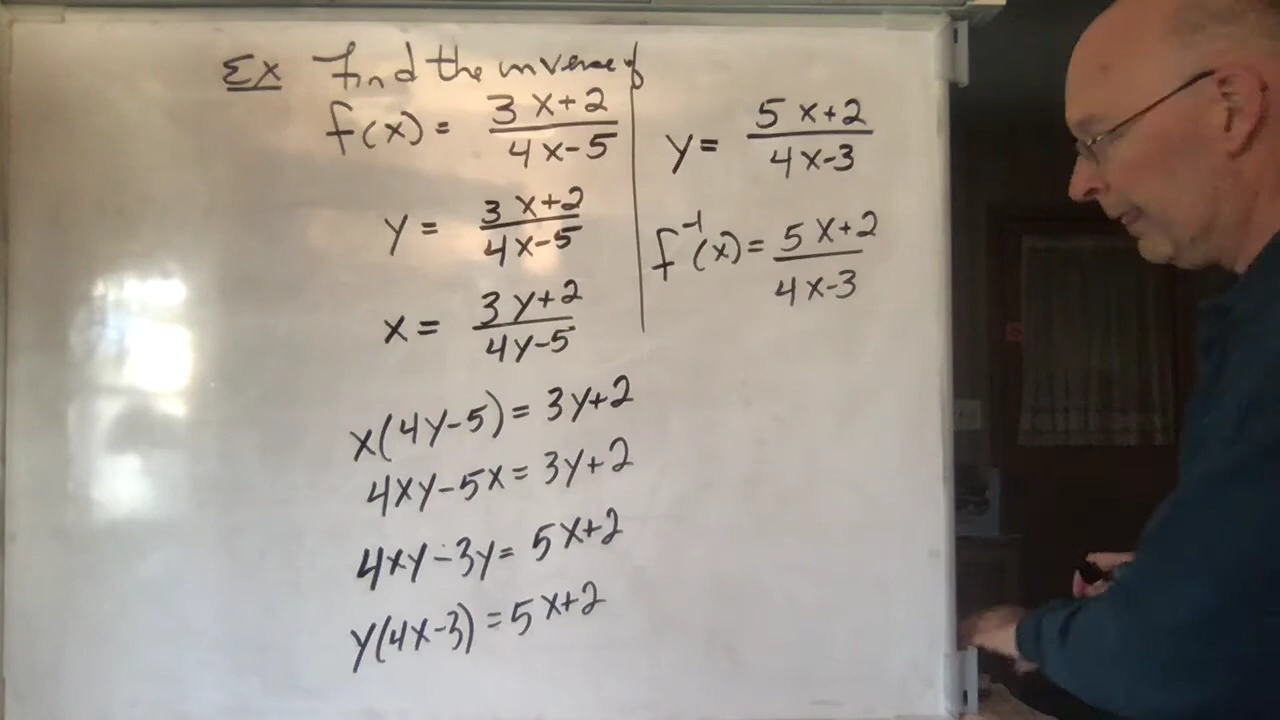 Ex Find the inverse of
f(x) = (3x+2)/(4x-5)
y = (3x+2)/(4x-5)
x = (3y+2)/(4y-5)
x(4y-5) = 3y+2
4xy-5x = 3y+2
4xy-3y = 5x+2
y(4x-3) = 5x+2
y = (5x+2)/(4x-3)
f⁻¹(x) = (5x+2)/(4x-3)